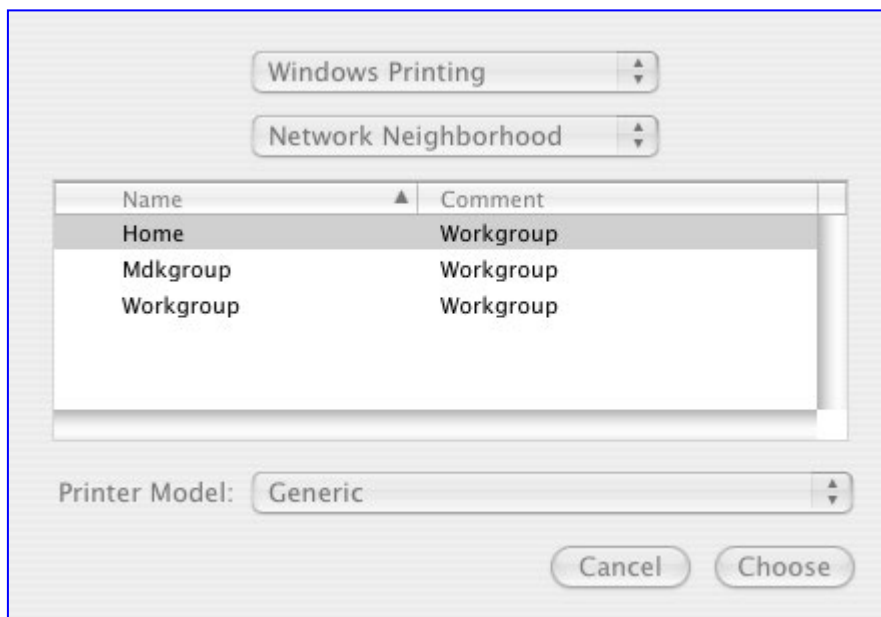 Windows Printing
Network Neighborhood
Name Comment
Home Workgroup
Mdkgroup Workgroup
Workgroup Workgroup
Printer Model: Generic
Cancel Choose